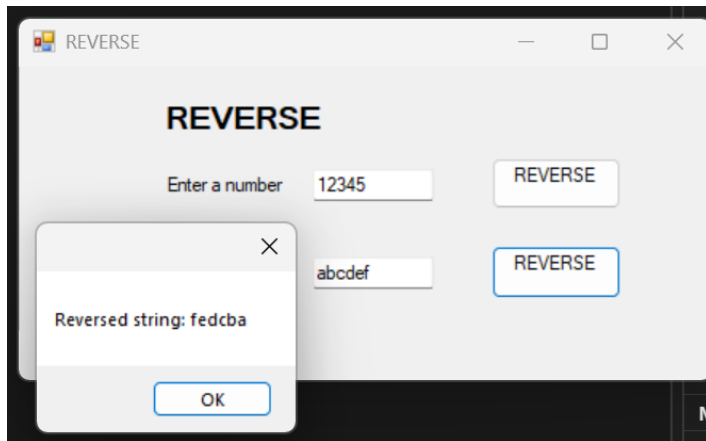 REVERSE
REVERSE
Enter a number 12345 REVERSE
abcdef REVERSE
Reversed string: fedcba
OK